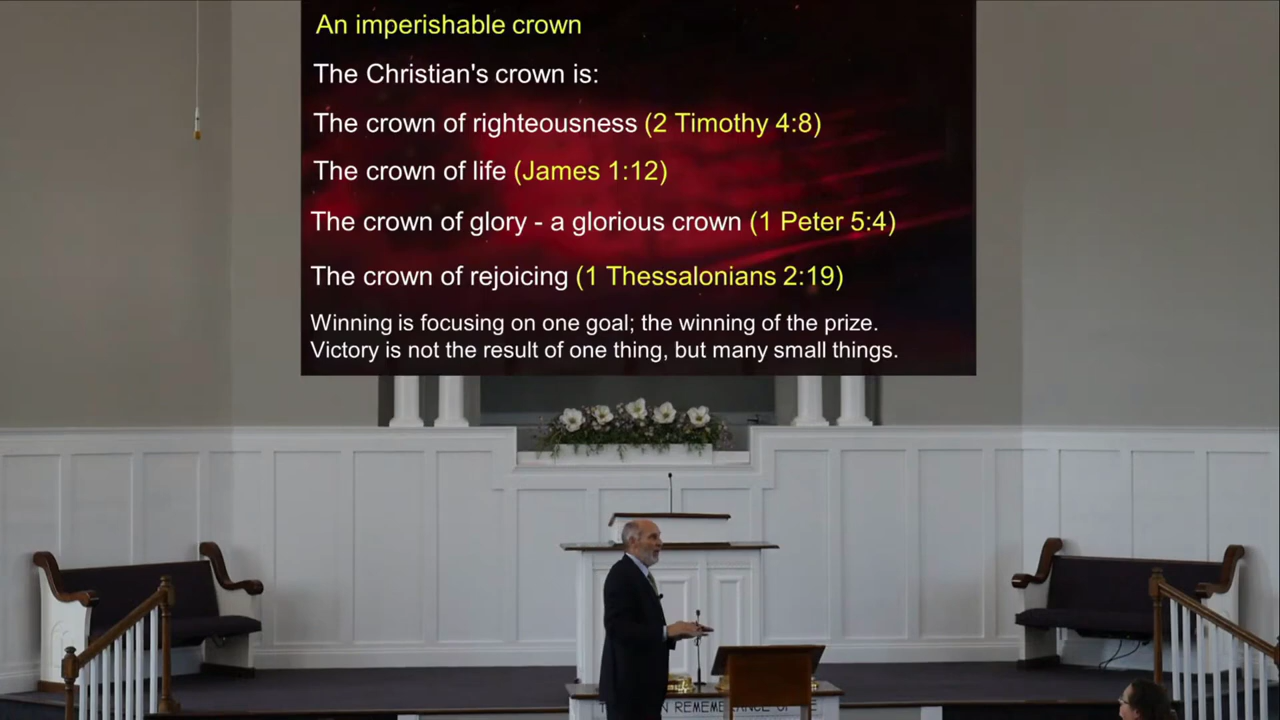 An imperishable crown
The Christian's crown is:
The crown of righteousness (2 Timothy 4:8)
The crown of life (James 1:12)
The crown of glory - a glorious crown (1 Peter 5:4)
The crown of rejoicing (1 Thessalonians 2:19)
Winning is focusing on one goal; the winning of the prize.
Victory is not the result of one thing, but many small things.
REMEMBRANCE OF